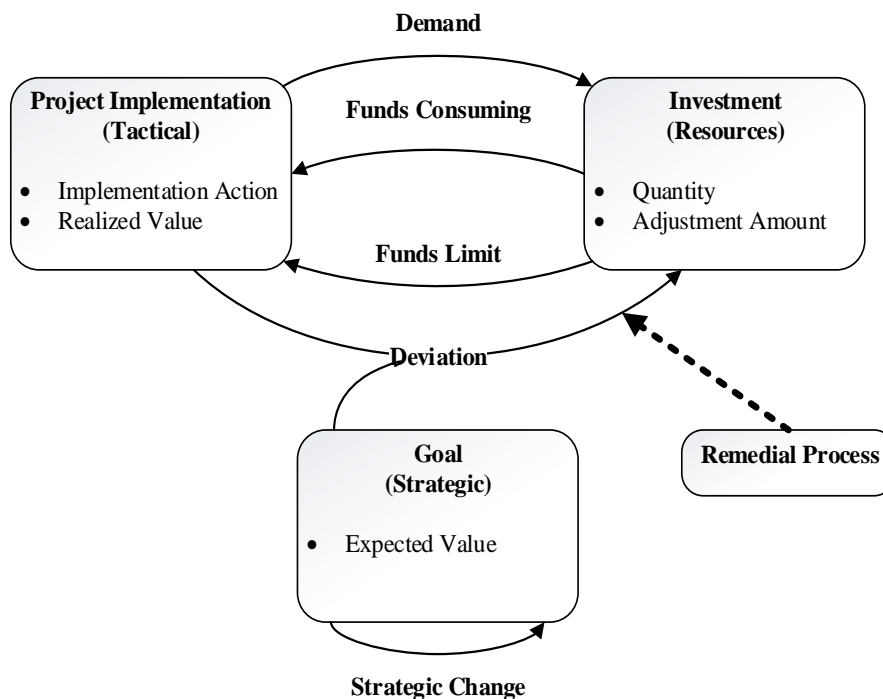 Demand
Project Implementation
(Tactical)
• Implementation Action
• Realized Value
Funds Consuming
Investment
(Resources)
• Quantity
• Adjustment Amount
Funds Limit
Deviation
Goal
(Strategic)
• Expected Value
Remedial Process
Strategic Change